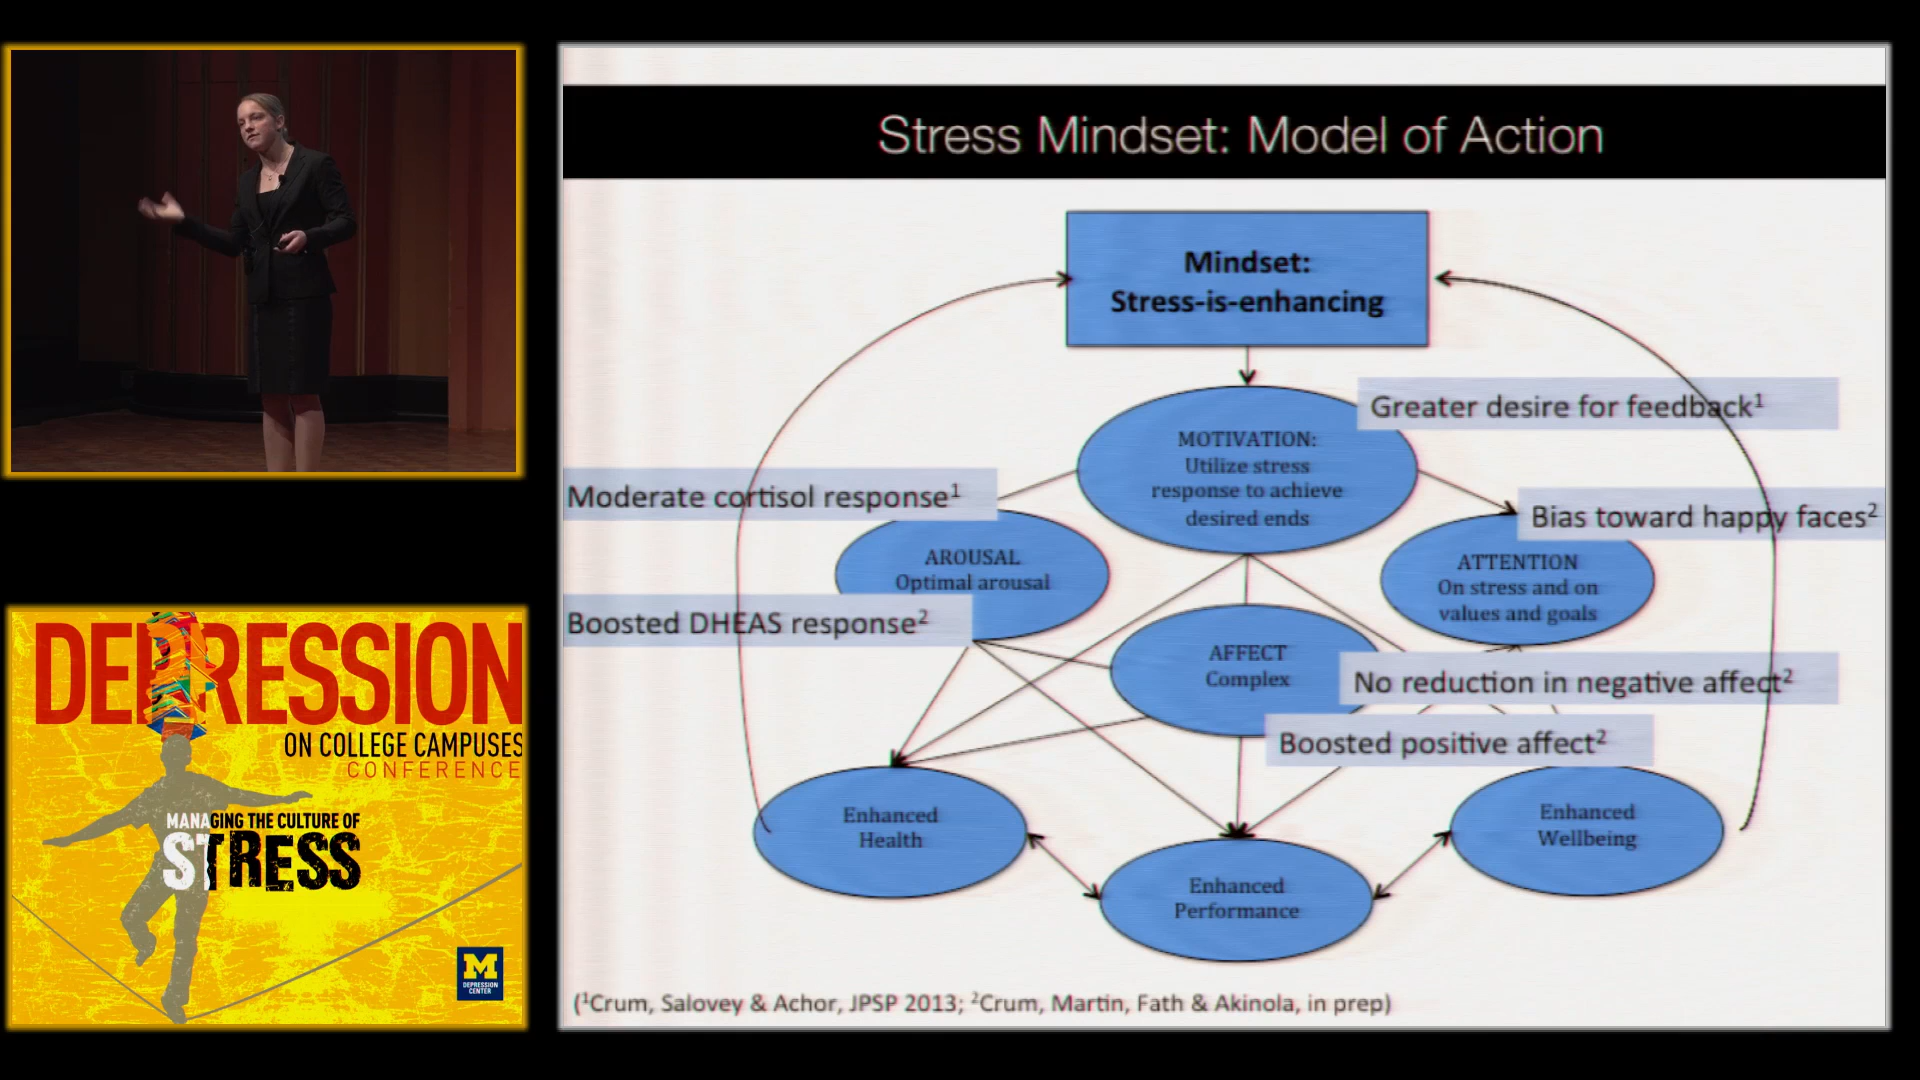 Stress Mindset: Model of Action
Mindset:
Stress-is-enhancing
Greater desire for feedback¹
MOTIVATION:
Utilize stress
response to achieve
desired ends
Moderate cortisol response¹
Bias toward happy faces²
AROUSAL
Optimal arousal
ATTENTION
On stress and on
values and goals
Boosted DHEAS response²
AFFECT
Complex
No reduction in negative affect²
Boosted positive affect²
Enhanced
Health
Enhanced
Wellbeing
Enhanced
Performance
(¹Crum, Salovey & Achor, JPSP 2013; ²Crum, Martin, Fath & Akinola, in prep)
DEPRESSION
ON COLLEGE CAMPUSES
CONFERENCE
MANAGING THE CULTURE OF
STRESS
M
DEPRESSION
CENTER